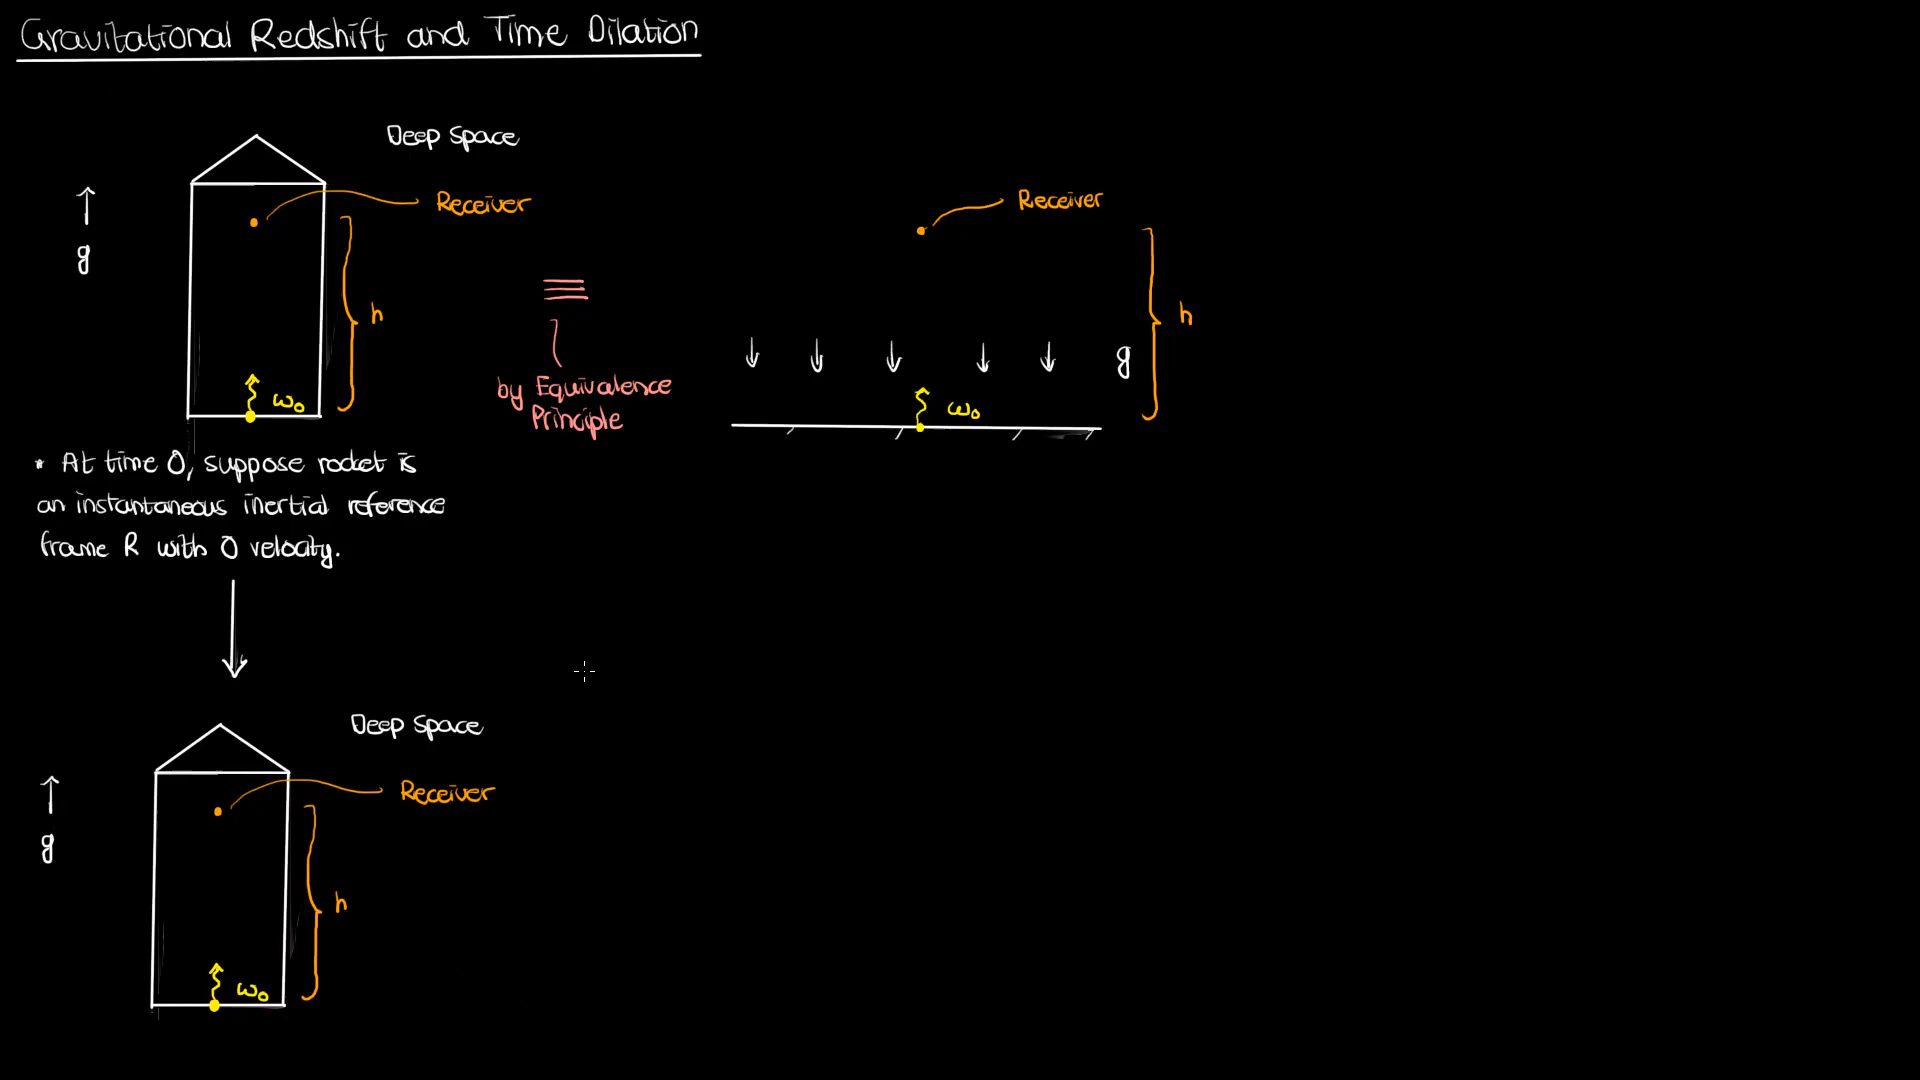 Gravitational Redshift and Time Dilation
Deep Space
Receiver
g
h
ω₀
≡
by Equivalence
Principle
Receiver
h
g
ω₀
* At time 0, suppose rocket is
an instantaneous inertial reference
frame R with 0 velocity.
Deep Space
Receiver
g
h
ω₀